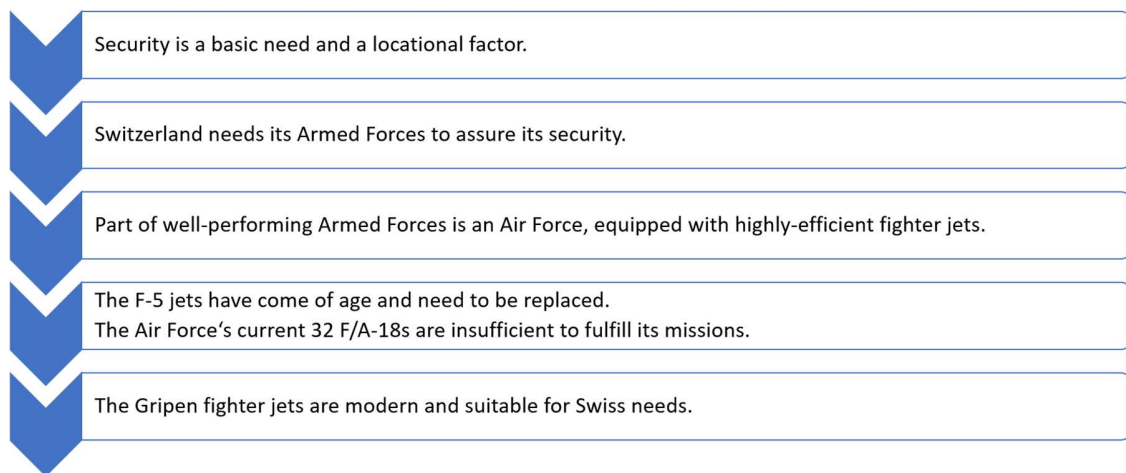 Security is a basic need and a locational factor.
Switzerland needs its Armed Forces to assure its security.
Part of well-performing Armed Forces is an Air Force, equipped with highly-efficient fighter jets.
The F-5 jets have come of age and need to be replaced.
The Air Force‘s current 32 F/A-18s are insufficient to fulfill its missions.
The Gripen fighter jets are modern and suitable for Swiss needs.